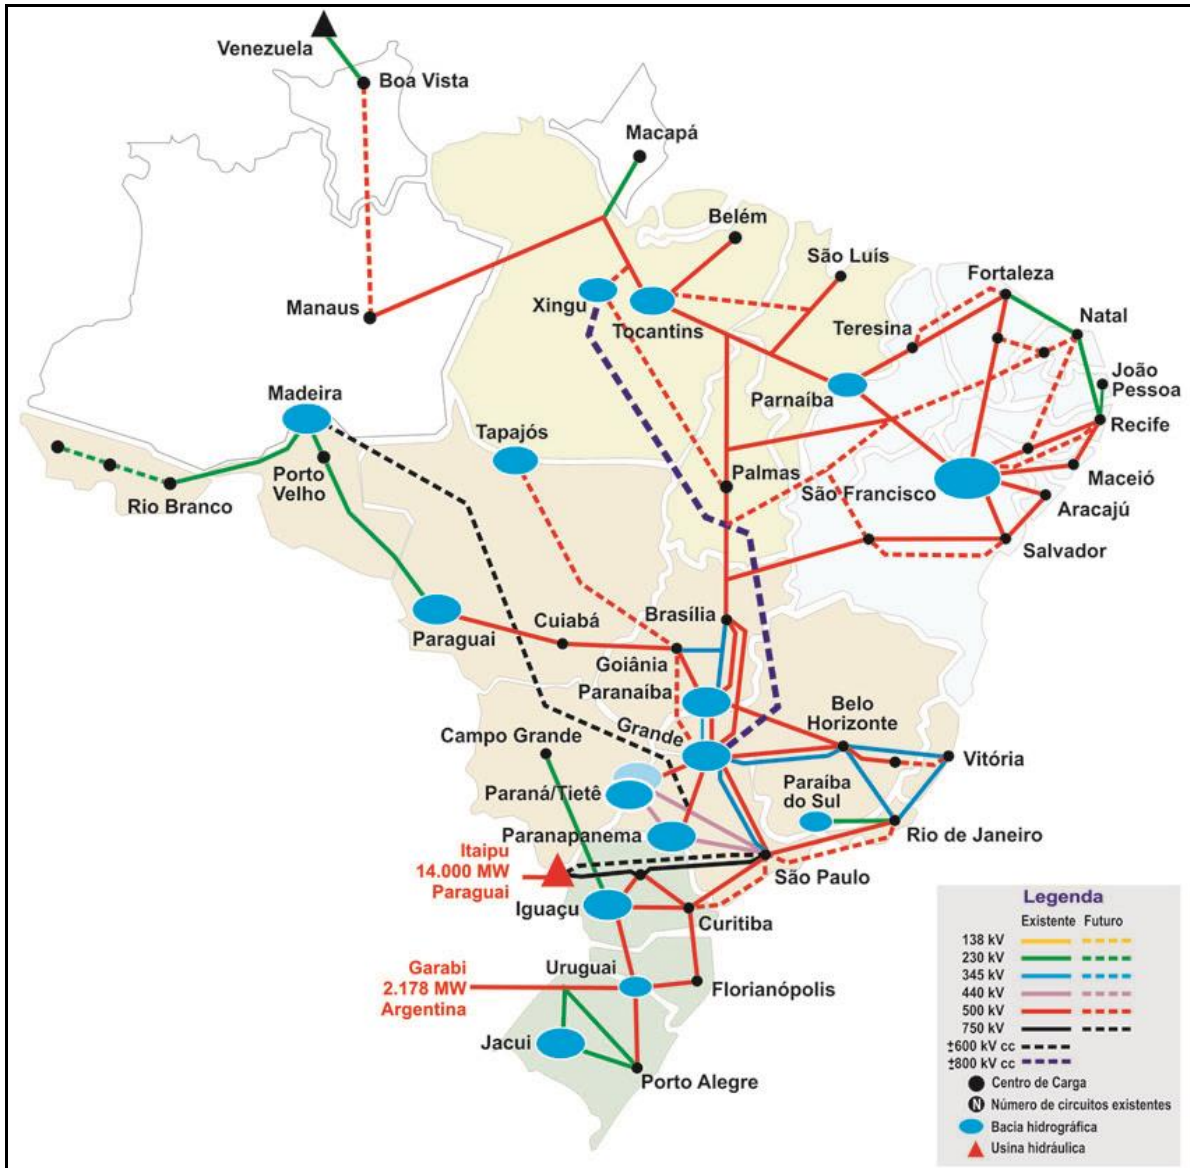 Venezuela
Boa Vista
Macapá
Belém
São Luís
Fortaleza
Manaus
Xingu
Tocantins
Teresina
Natal
João
Pessoa
Madeira
Parnaíba
Recife
Tapajós
Palmas
São Francisco
Maceió
Porto
Velho
Rio Branco
Aracajú
Salvador
Cuiabá
Brasília
Paraguai
Goiânia
Paranaíba
Belo
Horizonte
Grande
Campo Grande
Vitória
Paraná/Tietê
Paraíba
do Sul
Paranapanema
Rio de Janeiro
Itaipu
14.000 MW
Paraguai
São Paulo
Iguaçu
Curitiba
Garabi
2.178 MW
Argentina
Uruguai
Florianópolis
Jacui
Porto Alegre
Legenda
Existente Futuro
138 kV
230 kV
345 kV
440 kV
500 kV
750 kV
±600 kV cc
±800 kV cc
Centro de Carga
N Número de circuitos existentes
Bacia hidrográfica
Usina hidráulica